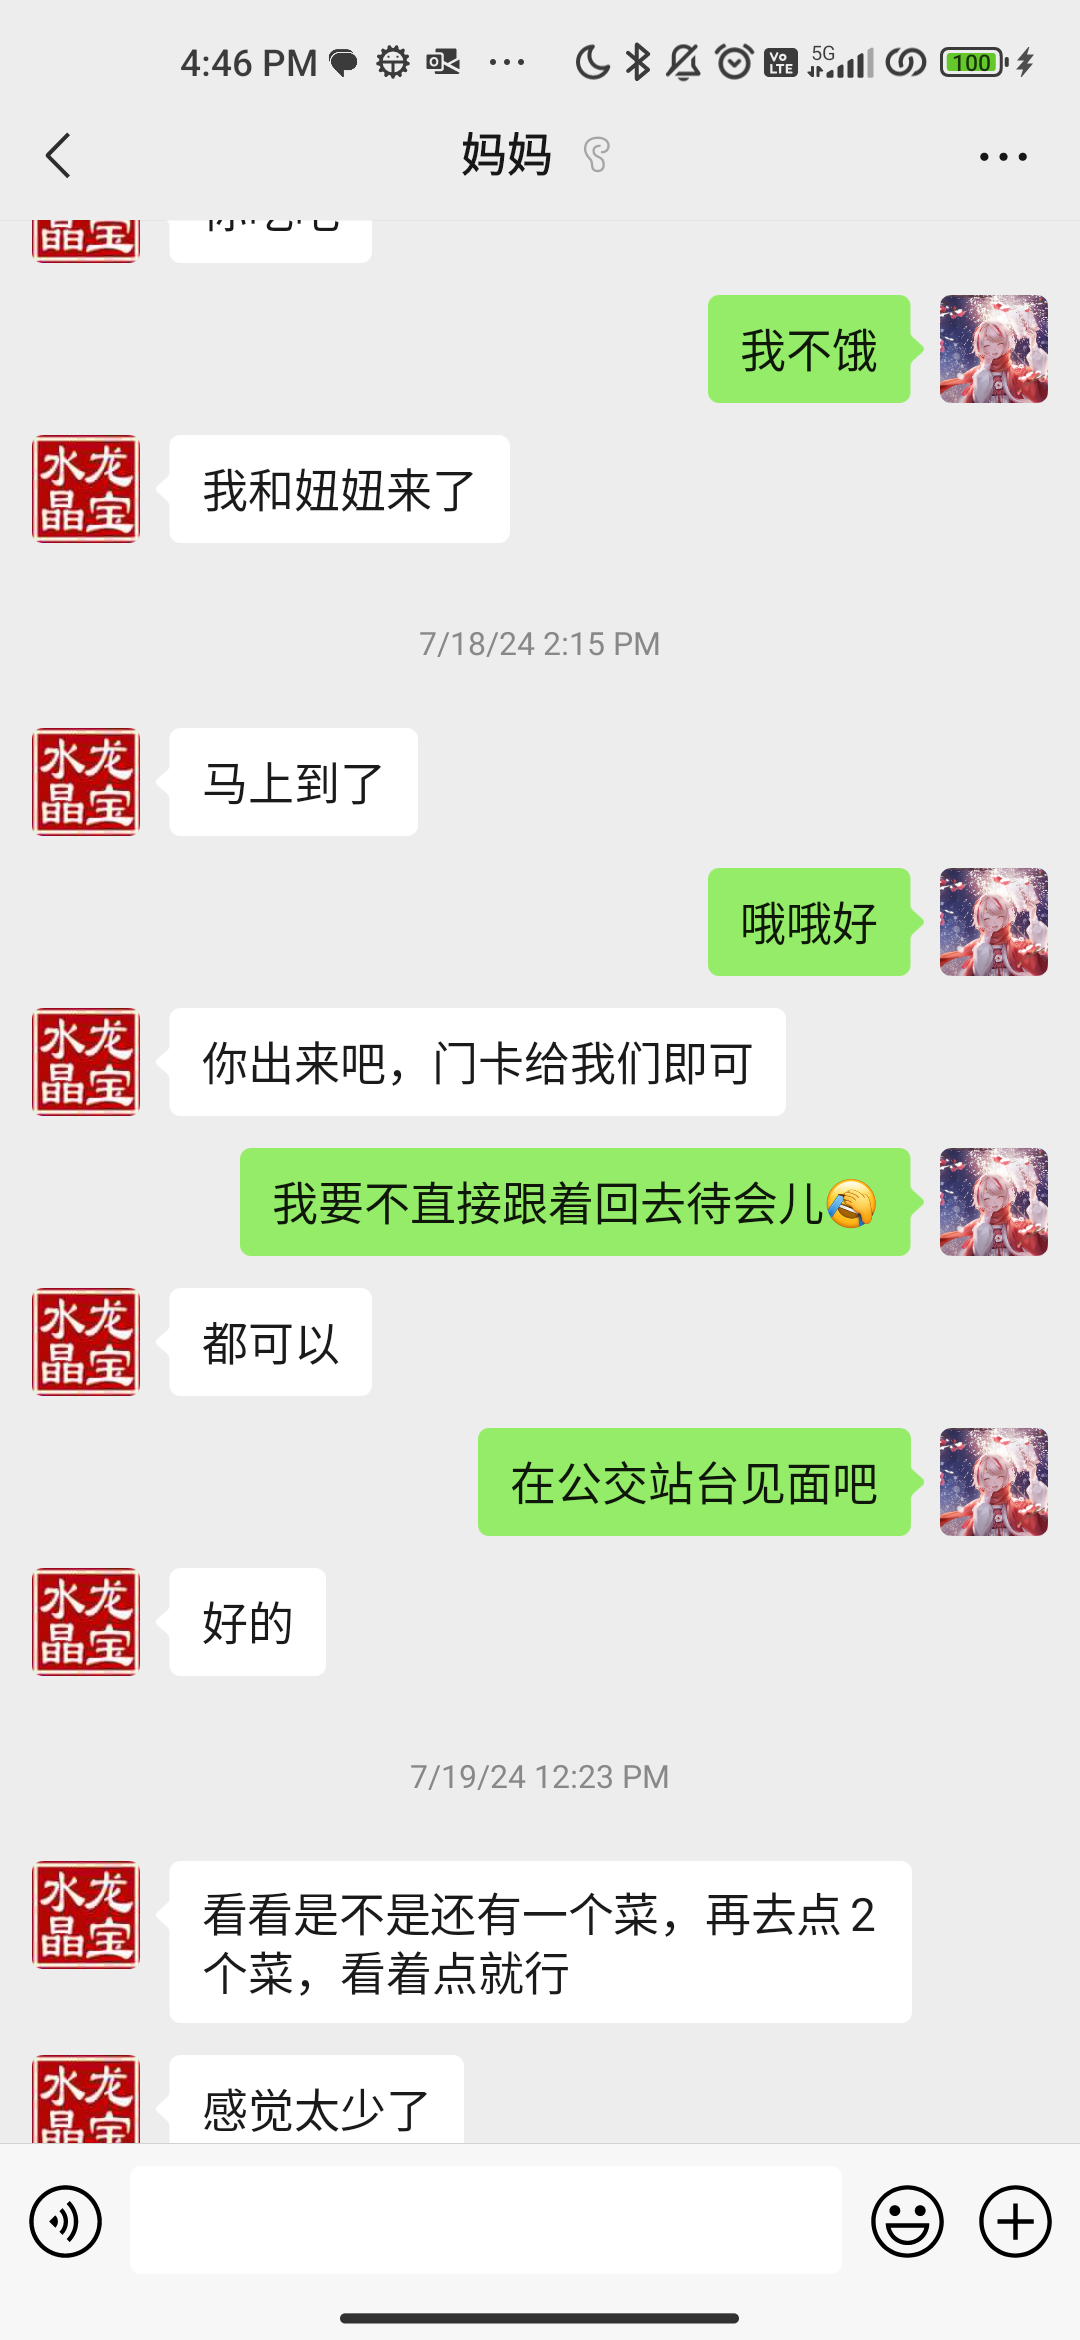 4:46 PM
Vo LTE
5G
100
妈妈
我不饿
水龙
晶宝
我和妞妞来了
7/18/24 2:15 PM
水龙
晶宝
马上到了
哦哦好
水龙
晶宝
你出来吧，门卡给我们即可
我要不直接跟着回去待会儿🤣
水龙
晶宝
都可以
在公交站台见面吧
水龙
晶宝
好的
7/19/24 12:23 PM
水龙
晶宝
看看是不是还有一个菜，再去点2
个菜，看着点就行
水龙
晶宝
感觉太少了